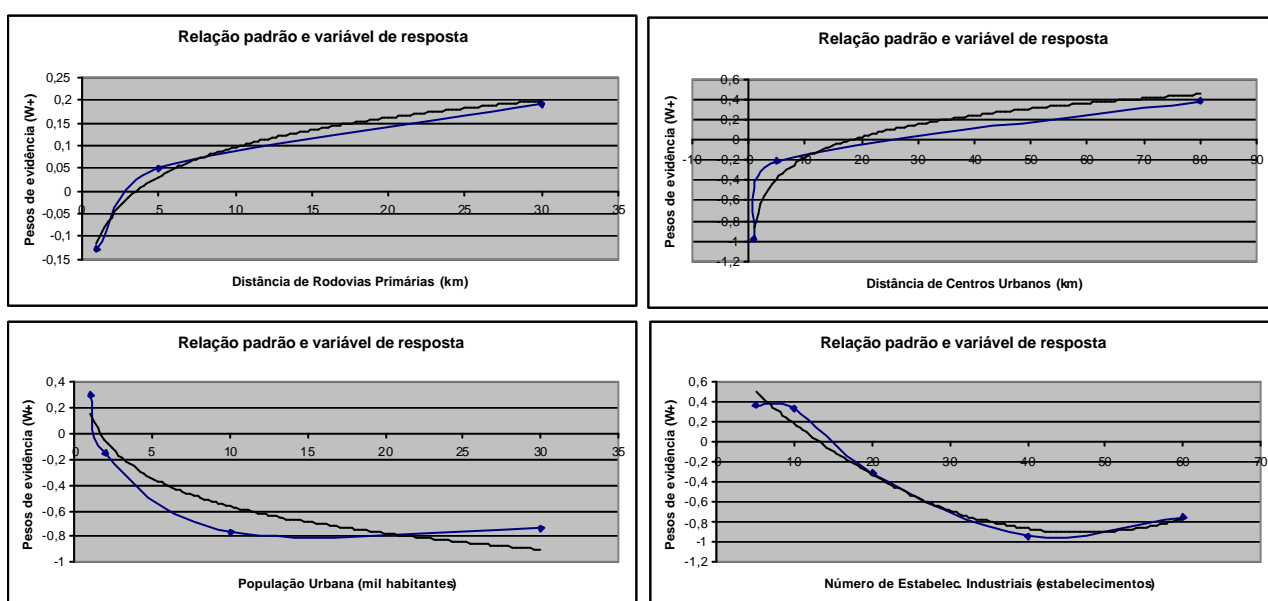 Relação padrão e variável de resposta
Pesos de evidência (W+)
0,25
0,2
0,15
0,1
0,05
0
-0,05
-0,1
-0,15
0 5 10 15 20 25 30 35
Distância de Rodovias Primárias (km)
Relação padrão e variável de resposta
Pesos de evidência (W+)
0,6
0,4
0,2
0
-0,2
-0,4
-0,6
-0,8
-1
-1,2
-10 0 10 20 30 40 50 60 70 80 90
Distância de Centros Urbanos (km)
Relação padrão e variável de resposta
Pesos de evidência (W+)
0,4
0,2
0
-0,2
-0,4
-0,6
-0,8
-1
0 5 10 15 20 25 30 35
População Urbana (mil habitantes)
Relação padrão e variável de resposta
Pesos de evidência (W+)
0,6
0,4
0,2
0
-0,2
-0,4
-0,6
-0,8
-1
-1,2
0 10 20 30 40 50 60 70
Número de Estabelec. Industriais (estabelecimentos)